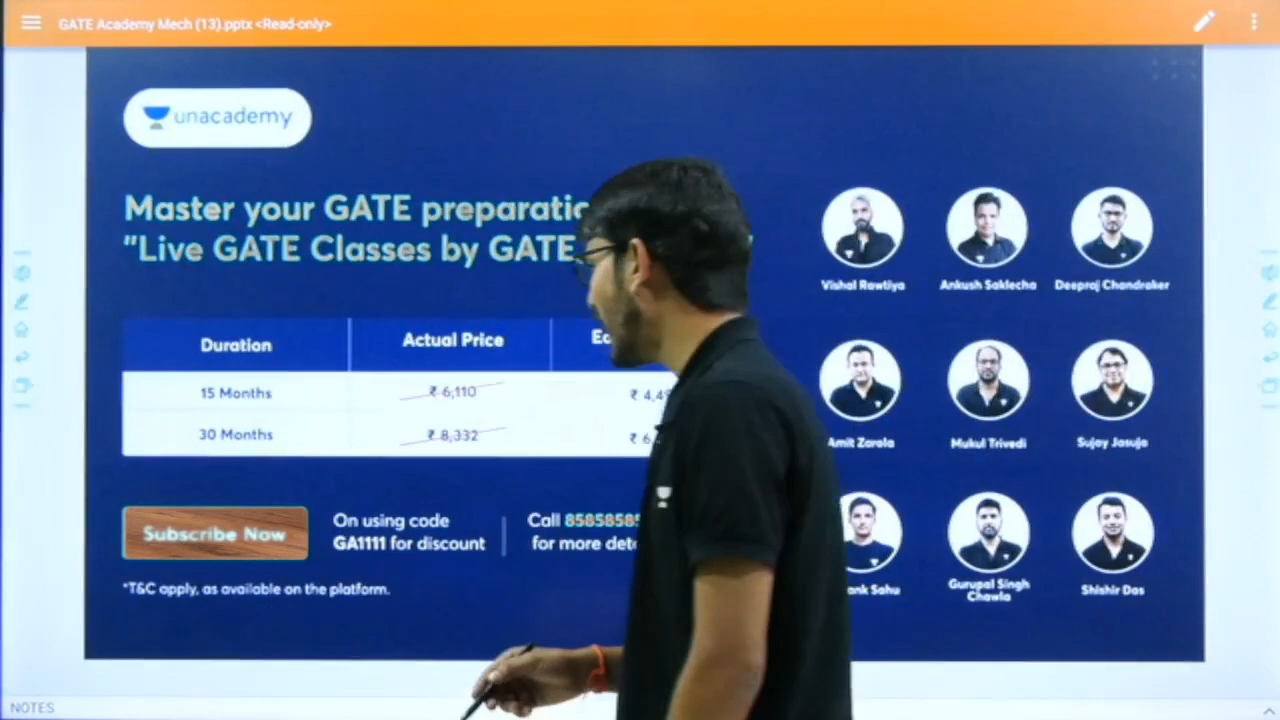 GATE Academy Mech (13).pptx <Read-only>
unacademy
Master your GATE
"Live GATE Classes by GATE
Duration Actual Price
15 Months ₹ 6,110
30 Months ₹ 8,332
Subscribe Now
On using code
GA1111 for discount
Call
for more
*T&C apply, as available on the platform.
Vishal Rawtiya Ankush Saklecha Deepraj Chandraker
Amit Zarola Mukul Trivedi Sujay Jasuja
Sahu Gurupal Singh Chawla Shishir Das
NOTES